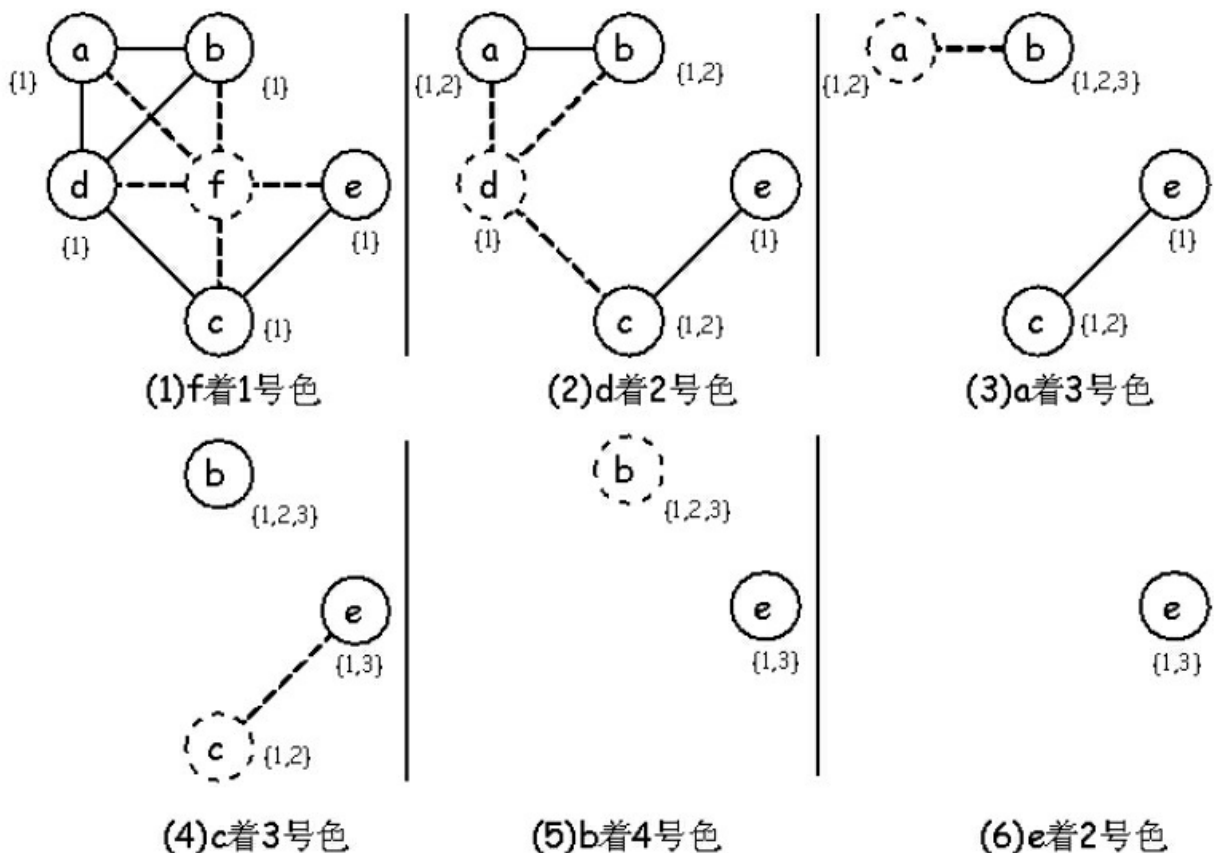 a b
{1} {1}
d f e
{1} {1}
c {1}
(1)f着1号色
a b
{1,2} {1,2}
d e
{1} {1}
c {1,2}
(2)d着2号色
a b
{1,2} {1,2,3}
e
{1}
c {1,2}
(3)a着3号色
b
{1,2,3}
e
{1,3}
c {1,2}
(4)c着3号色
b
{1,2,3}
e
{1,3}
(5)b着4号色
e
{1,3}
(6)e着2号色